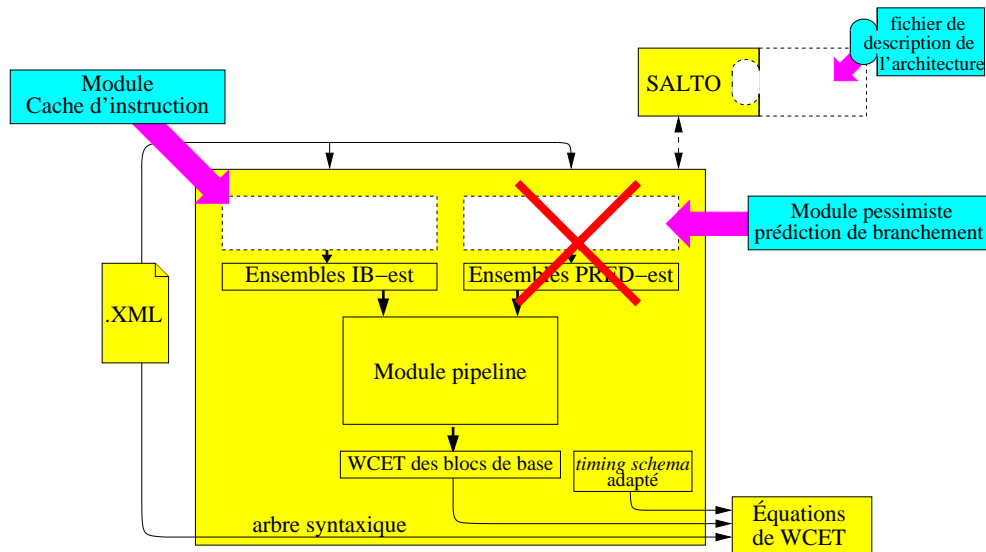 fichier de
description de
l'architecture
SALTO
Module
Cache d'instruction
Module pessimiste
prédiction de branchement
Ensembles IB−est
Ensembles PRED−est
.XML
Module pipeline
WCET des blocs de base
timing schema
adapté
arbre syntaxique
Équations
de WCET